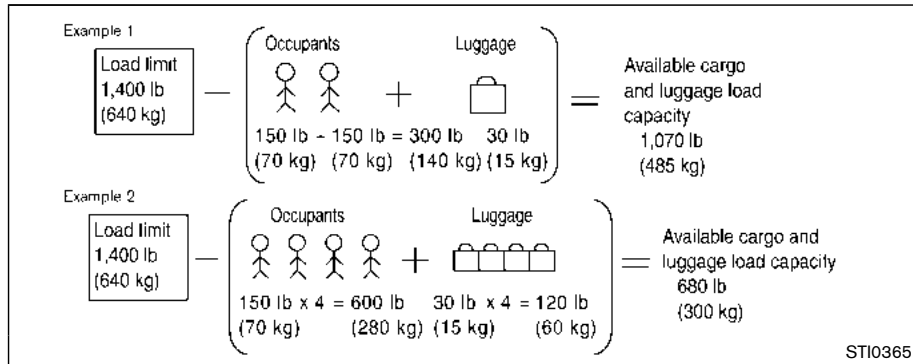 Example 1
Load limit
1,400 lb
(640 kg)
Occupants
Luggage
150 lb - 150 lb = 300 lb 30 lb
(70 kg) (70 kg) (140 kg) (15 kg)
Available cargo
and luggage load
capacity
1,070 lb
(485 kg)
Example 2
Load limit
1,400 lb
(640 kg)
Occupants
Luggage
150 lb x 4 = 600 lb 30 lb x 4 = 120 lb
(70 kg) (280 kg) (15 kg) (60 kg)
Available cargo and
luggage load capacity
680 lb
(300 kg)
STI0365